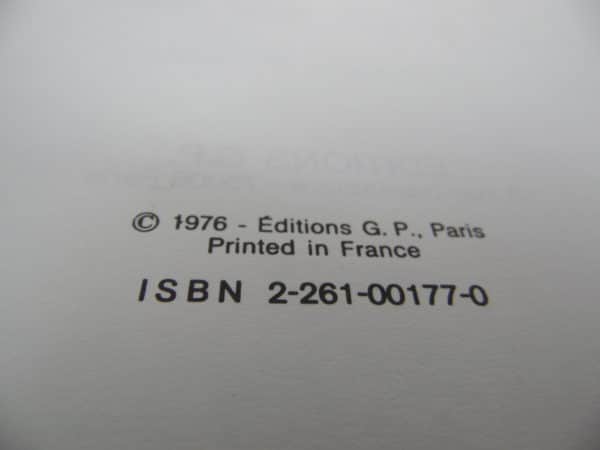 © 1976 - Éditions G. P., Paris
Printed in France
ISBN 2-261-00177-0